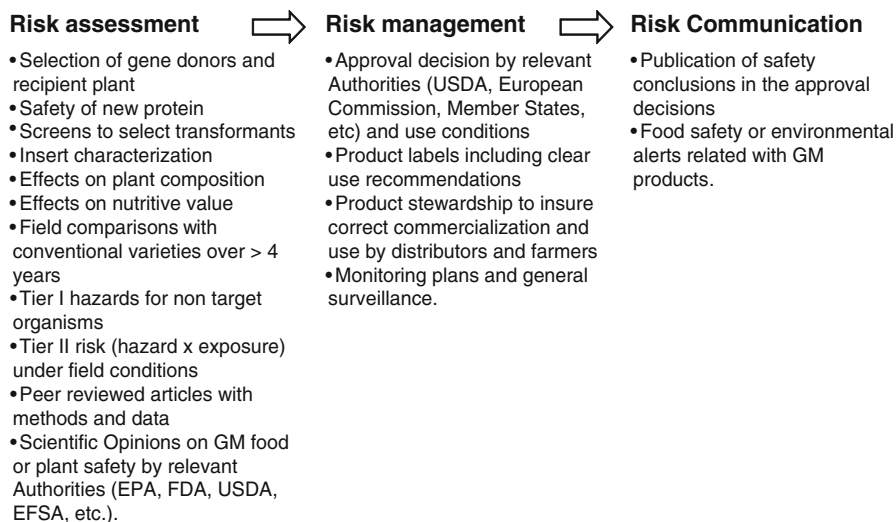 Risk assessment
•Selection of gene donors and
recipient plant
•Safety of new protein
•Screens to select transformants
•Insert characterization
•Effects on plant composition
•Effects on nutritive value
•Field comparisons with
conventional varieties over > 4
years
•Tier I hazards for non target
organisms
•Tier II risk (hazard x exposure)
under field conditions
•Peer reviewed articles with
methods and data
•Scientific Opinions on GM food
or plant safety by relevant
Authorities (EPA, FDA, USDA,
EFSA, etc.).
Risk management
•Approval decision by relevant
Authorities (USDA, European
Commission, Member States,
etc) and use conditions
•Product labels including clear
use recommendations
•Product stewardship to insure
correct commercialization and
use by distributors and farmers
•Monitoring plans and general
surveillance.
Risk Communication
•Publication of safety
conclusions in the approval
decisions
•Food safety or environmental
alerts related with GM
products.